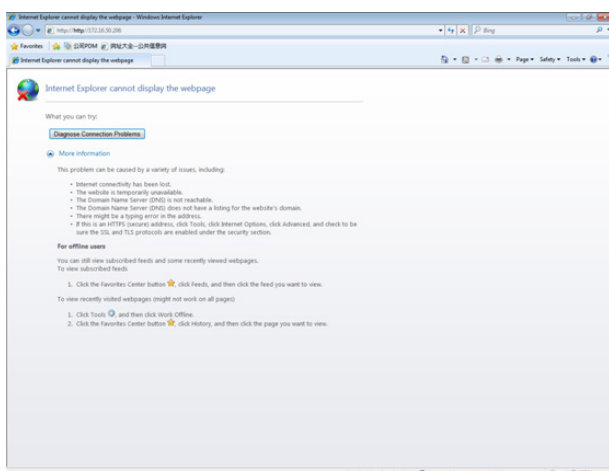 Internet Explorer cannot display the webpage - Windows Internet Explorer
http://http//172.16.50.206
Bing
Favorites 公司PDM 网址大全--公共信息网
Internet Explorer cannot display the webpage
Page Safety Tools
Internet Explorer cannot display the webpage
What you can try:
Diagnose Connection Problems
More information
This problem can be caused by a variety of issues, including:
• Internet connectivity has been lost.
• The website is temporarily unavailable.
• The Domain Name Server (DNS) is not reachable.
• The Domain Name Server (DNS) does not have a listing for the website's domain.
• There might be a typing error in the address.
• If this is an HTTPS (secure) address, click Tools, click Internet Options, click Advanced, and check to be
sure the SSL and TLS protocols are enabled under the security section.
For offline users
You can still view subscribed feeds and some recently viewed webpages.
To view subscribed feeds
1. Click the Favorites Center button , click Feeds, and then click the feed you want to view.
To view recently visited webpages (might not work on all pages)
1. Click Tools , and then click Work Offline.
2. Click the Favorites Center button , click History, and then click the page you want to view.